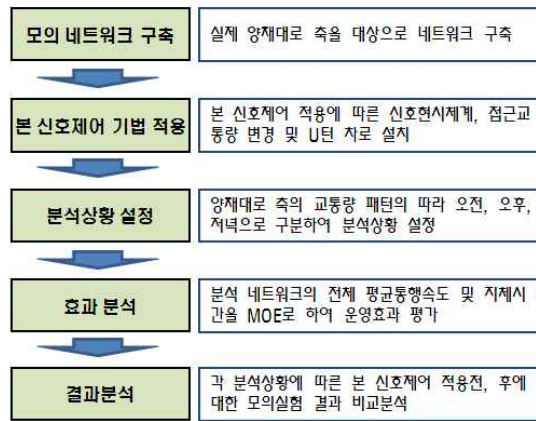 모의 네트워크 구축
실제 양재대로 축을 대상으로 네트워크 구축
본 신호제어 기법 적용
본 신호제어 적용에 따른 신호현시체계, 접근교
통량 변경 및 U턴 차로 설치
분석상황 설정
양재대로 축의 교통량 패턴의 따라 오전, 오후,
저녁으로 구분하여 분석상황 설정
효과 분석
분석 네트워크의 전체 평균통행속도 및 지체시
간을 MOE로 하여 운영효과 평가
결과분석
각 분석상황에 따른 본 신호제어 적용전, 후에
대한 모의실험 결과 비교분석